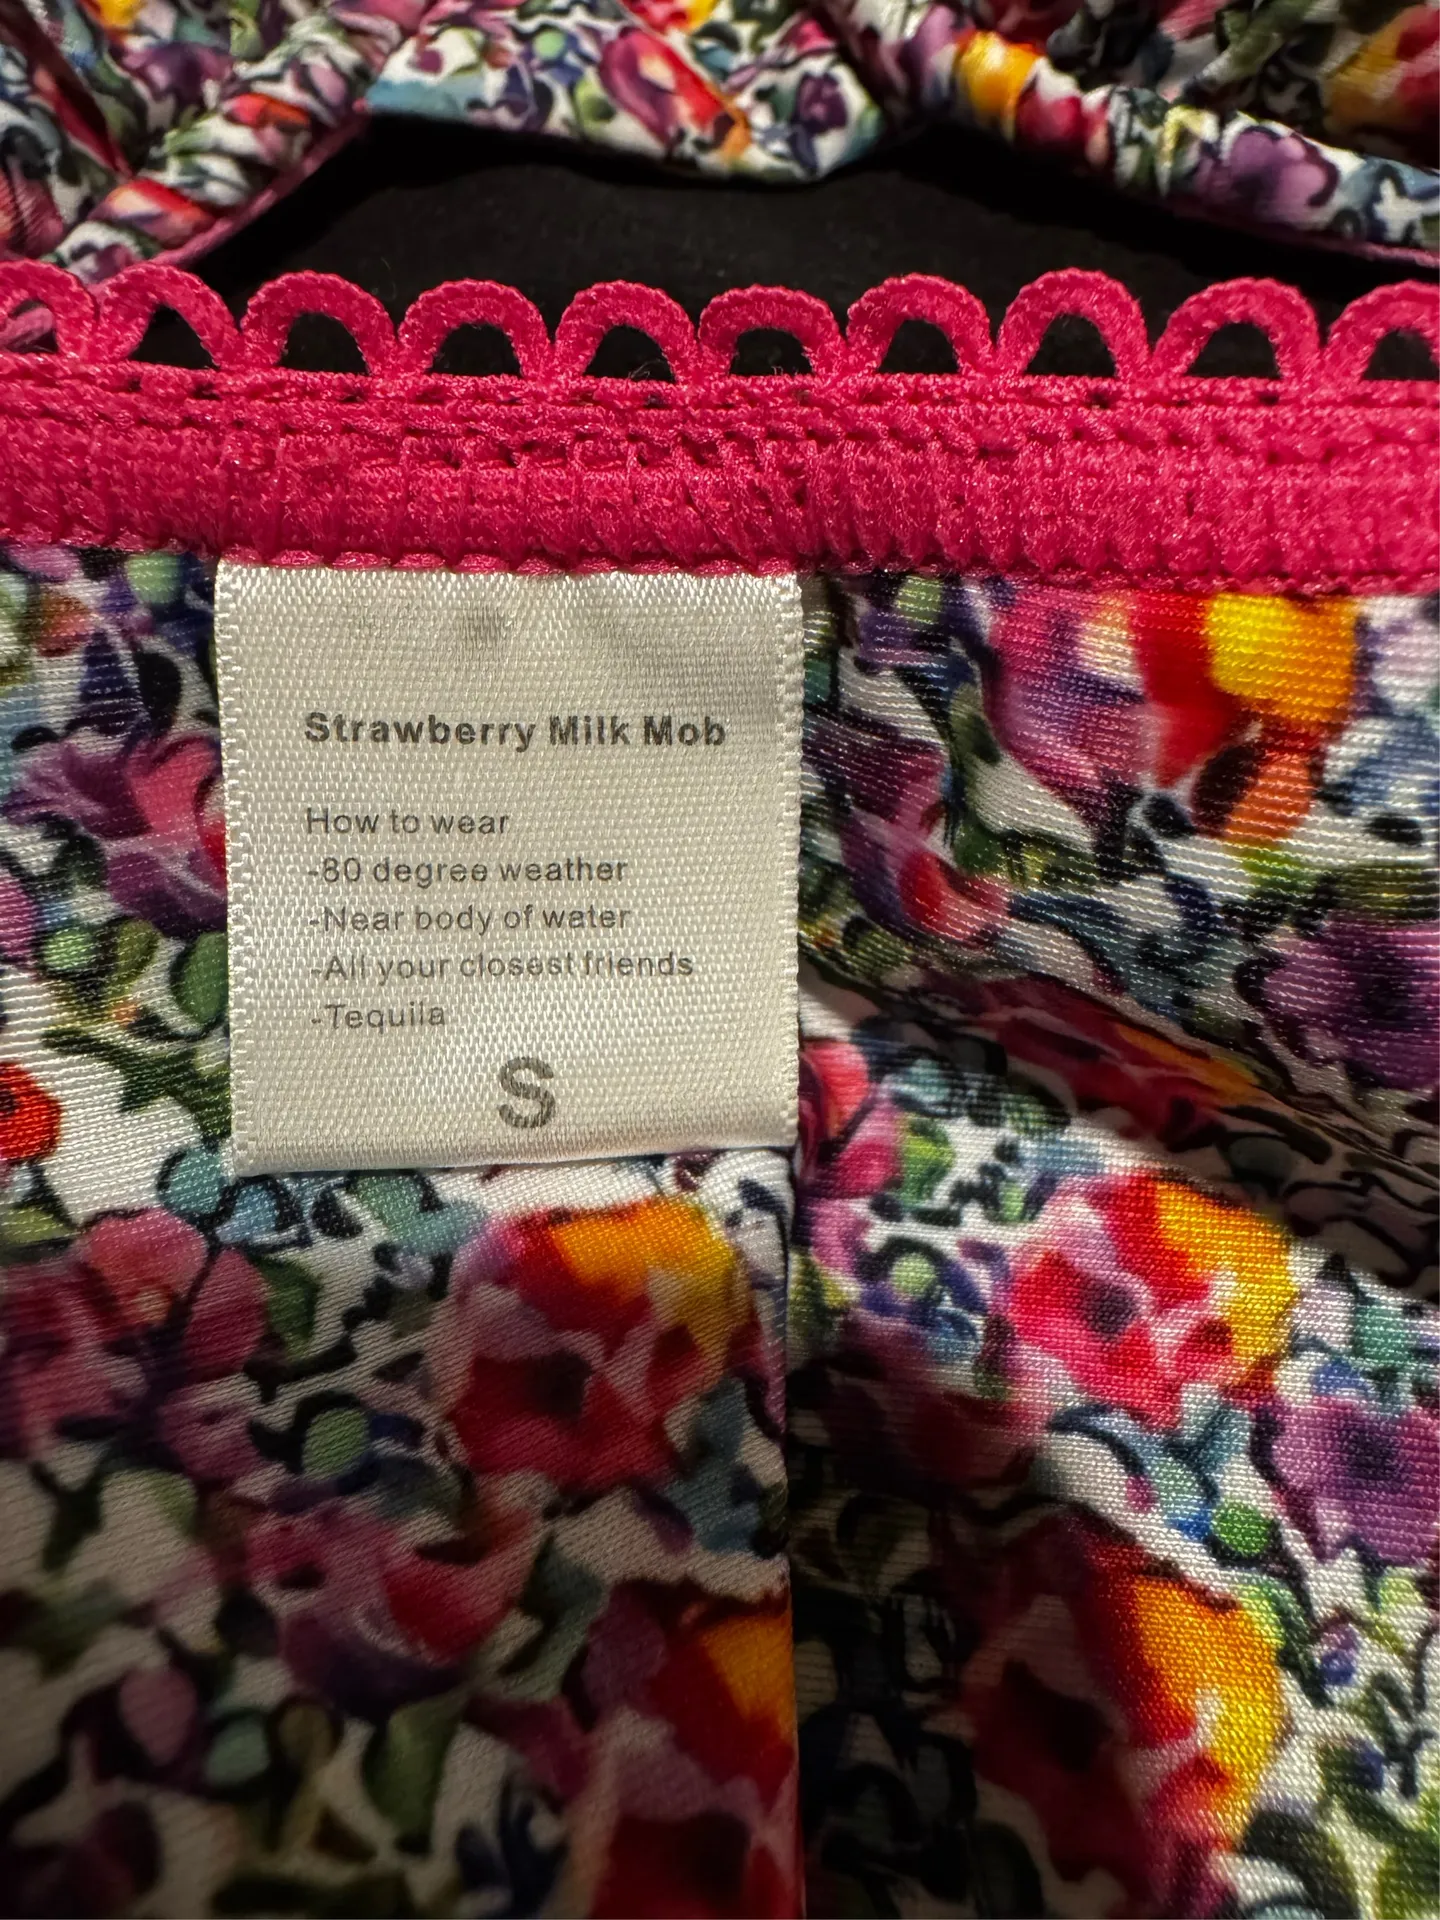 Strawberry Milk Mob
How to wear
-80 degree weather
-Near body of water
-All your closest friends
-Tequila
S